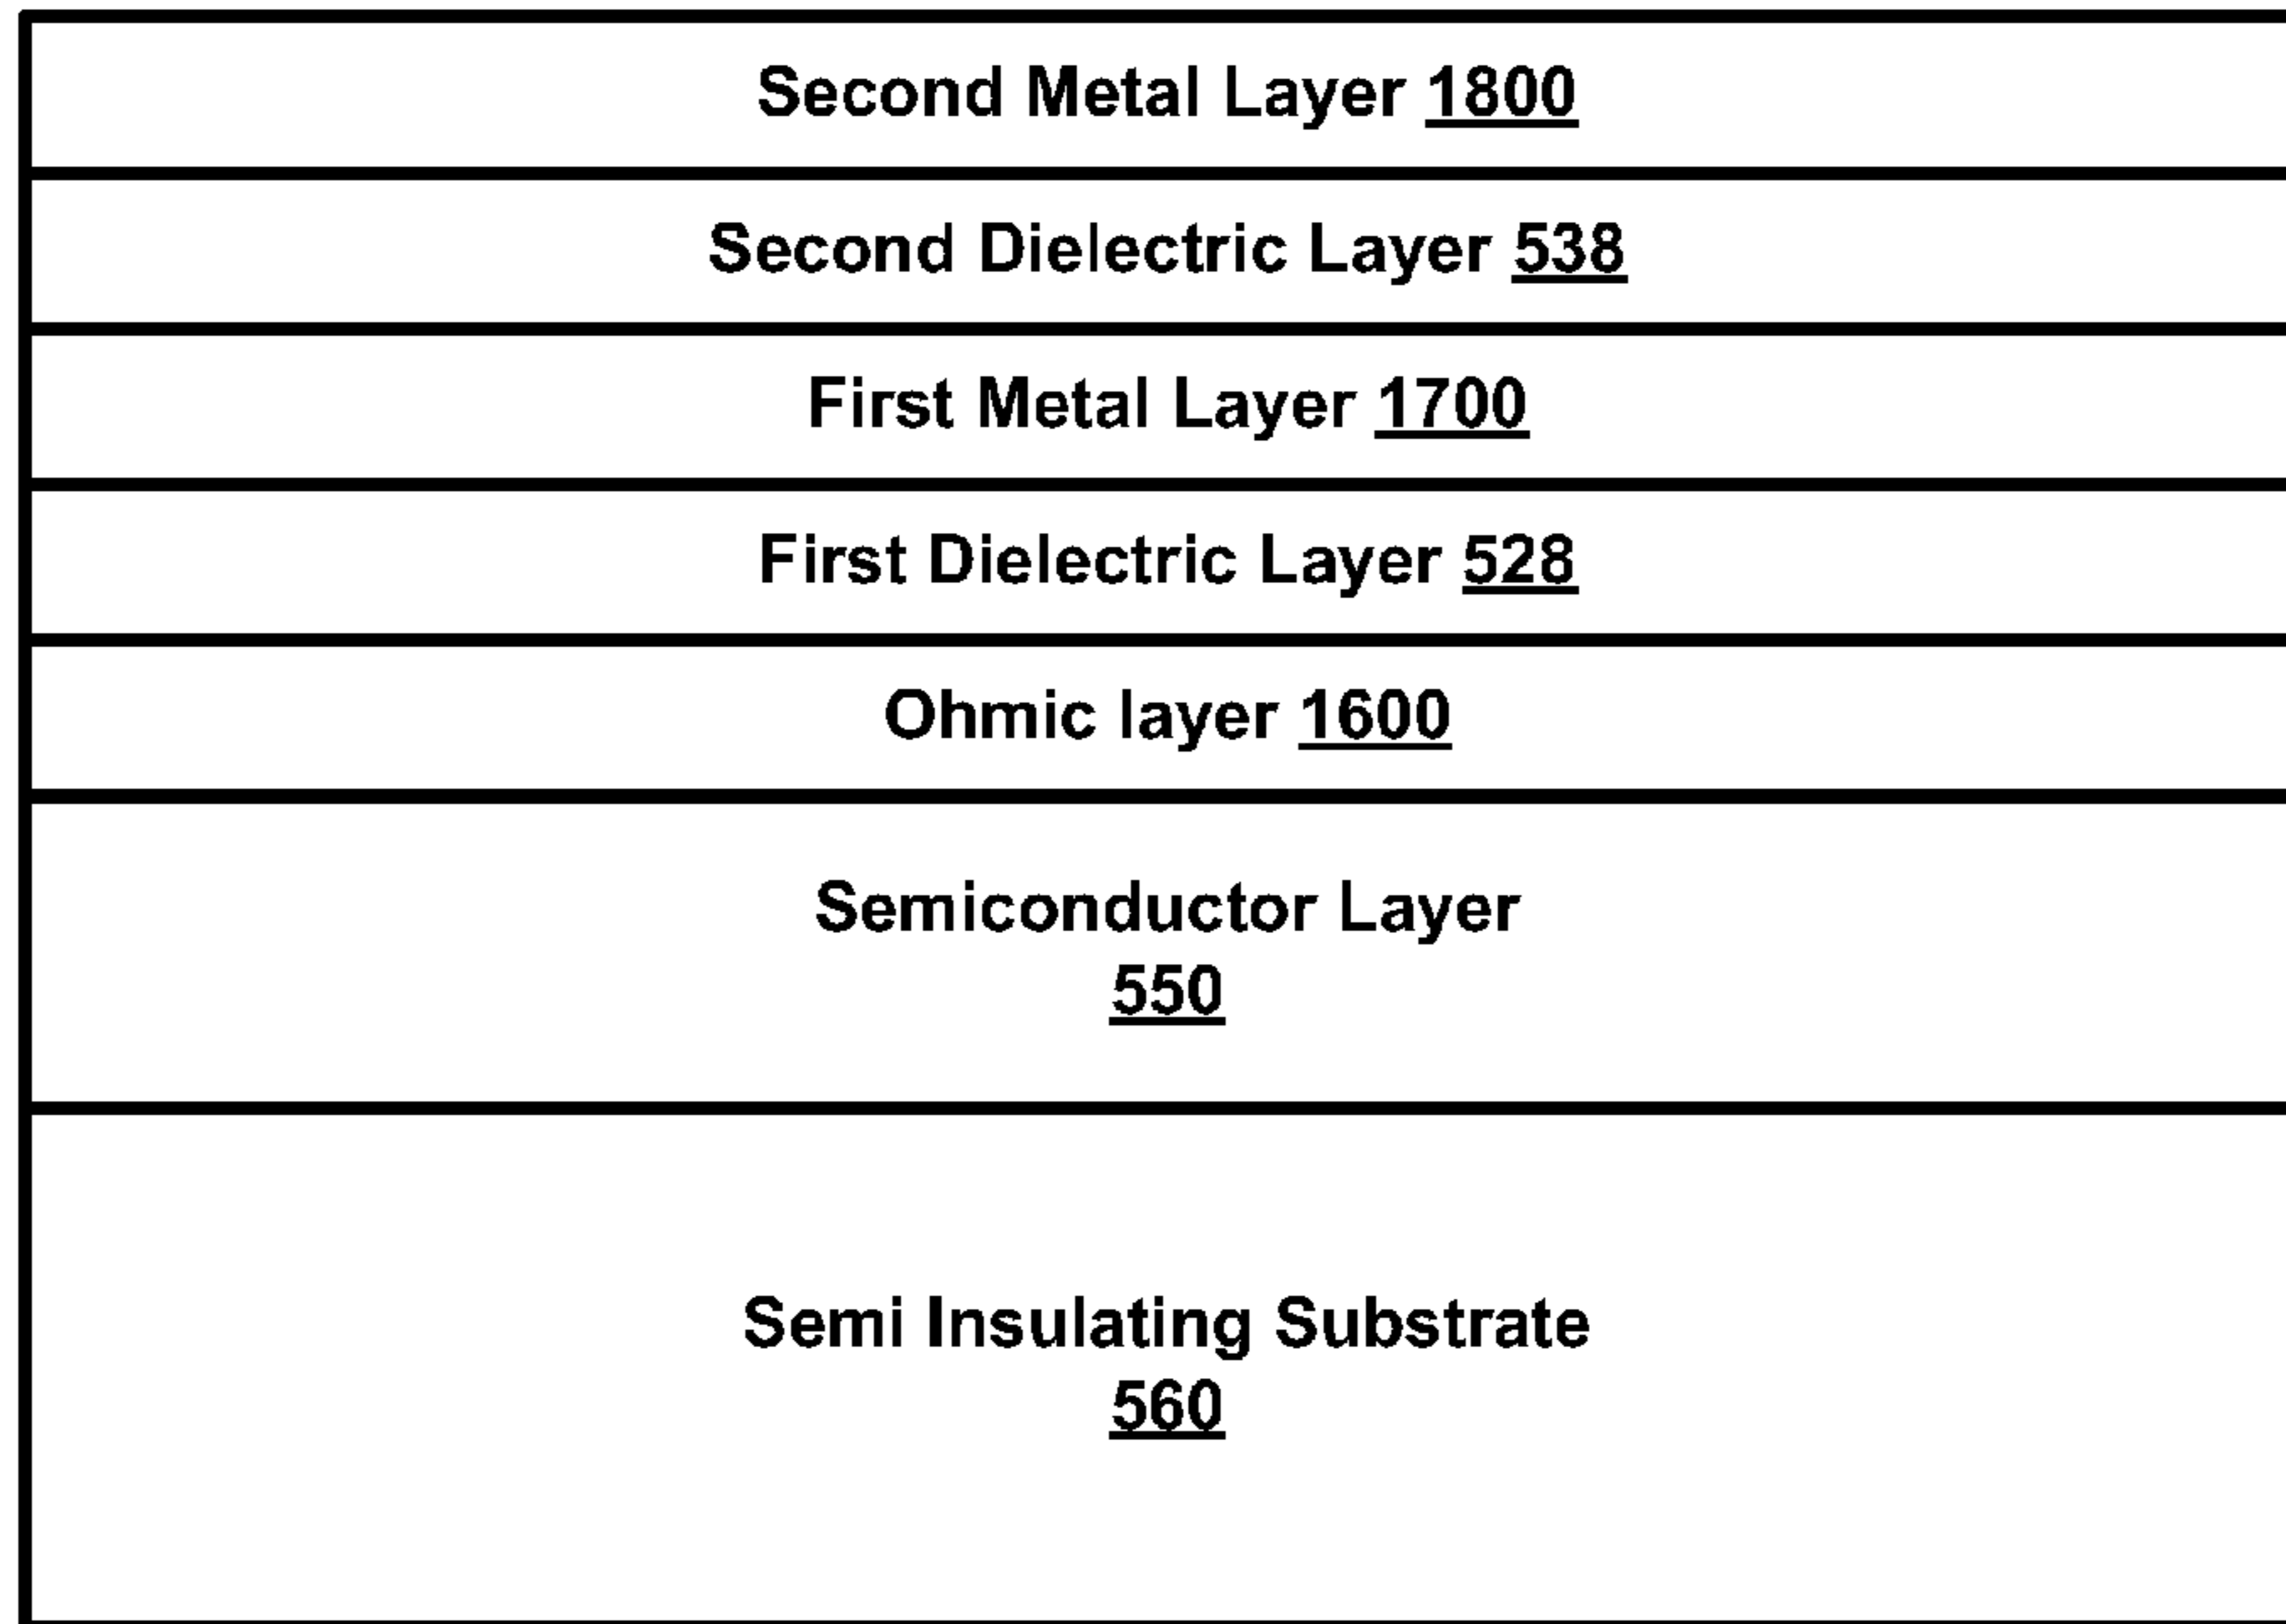 Second Metal Layer 1800
Second Dielectric Layer 538
First Metal Layer 1700
First Dielectric Layer 528
Ohmic layer 1600
Semiconductor Layer
550
Semi Insulating Substrate
560